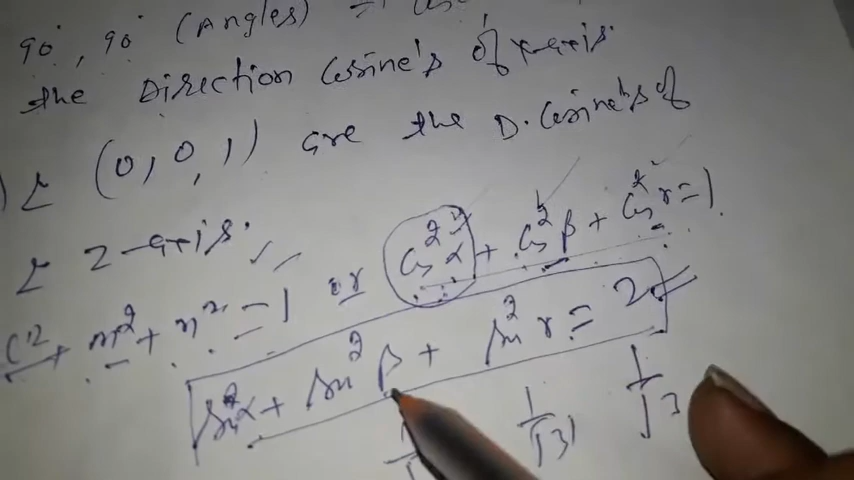 90°, 90° (Angles)
the Direction Cosine's of x-axis
(0, 0, 1) are the D. Cosine's of
z-axis.
l² + m² + n² = 1 or cos²α + cos²β + cos²γ = 1
sin²α + sin²β + sin²γ = 2
1/√3 1/√3